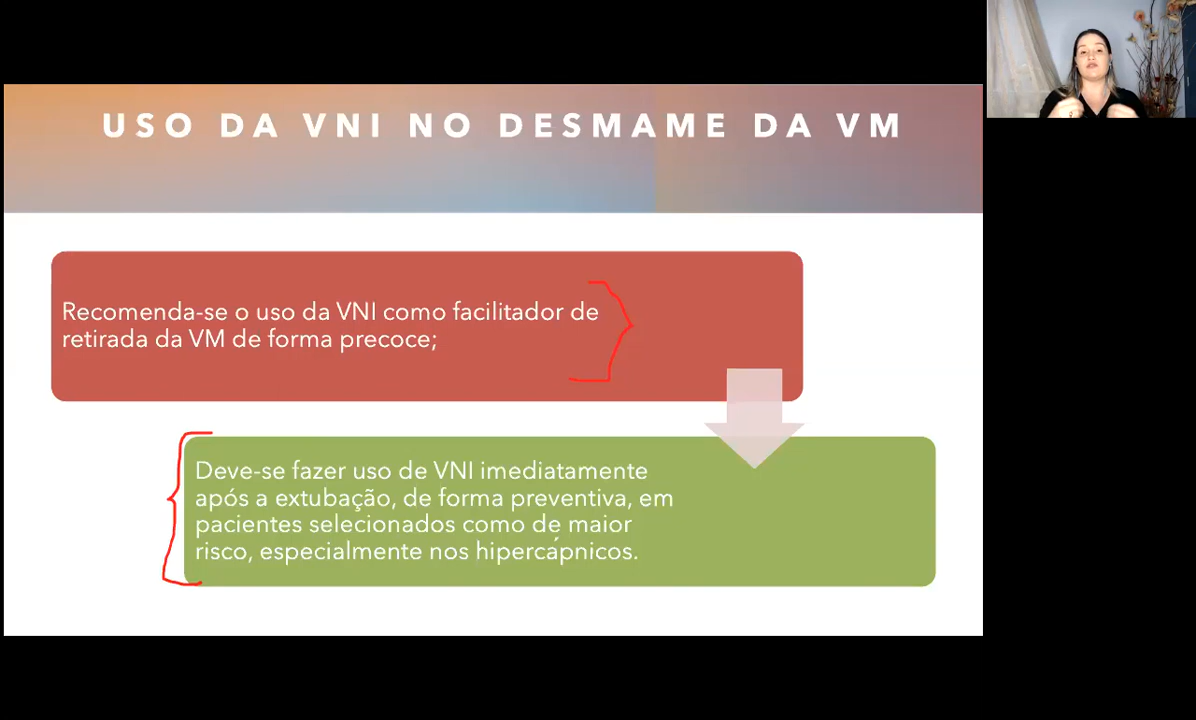 USO DA VNI NO DESMAME DA VM
Recomenda-se o uso da VNI como facilitador de
retirada da VM de forma precoce;
Deve-se fazer uso de VNI imediatamente
após a extubação, de forma preventiva, em
pacientes selecionados como de maior
risco, especialmente nos hipercápnicos.